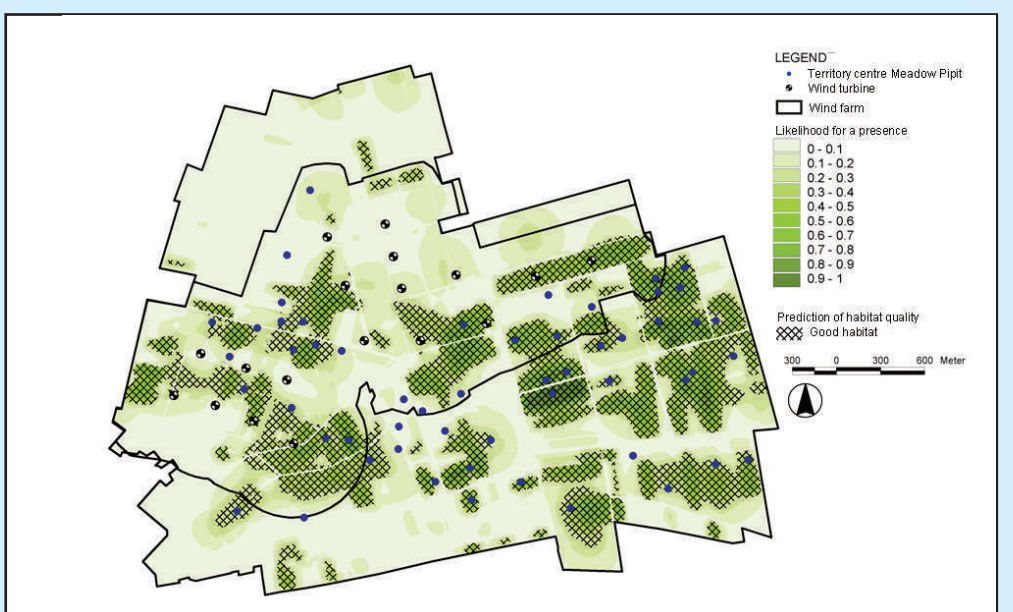 LEGEND
Territory centre Meadow Pipit
Wind turbine
Wind farm
Likelihood for a presence
0 - 0.1
0.1 - 0.2
0.2 - 0.3
0.3 - 0.4
0.4 - 0.5
0.5 - 0.6
0.6 - 0.7
0.7 - 0.8
0.8 - 0.9
0.9 - 1
Prediction of habitat quality
Good habitat
300 0 300 600 Meter